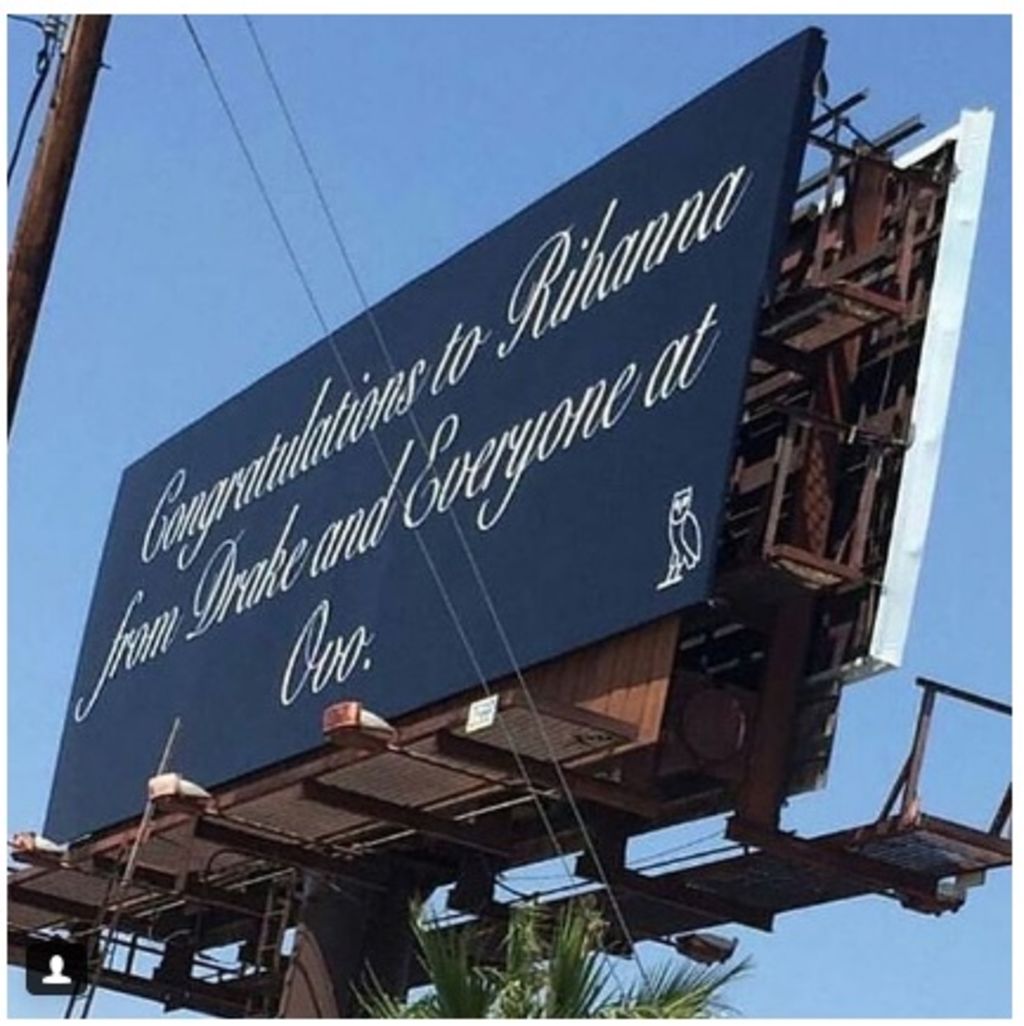 Congratulations to Rihanna
from Drake and Everyone at
Ovo.